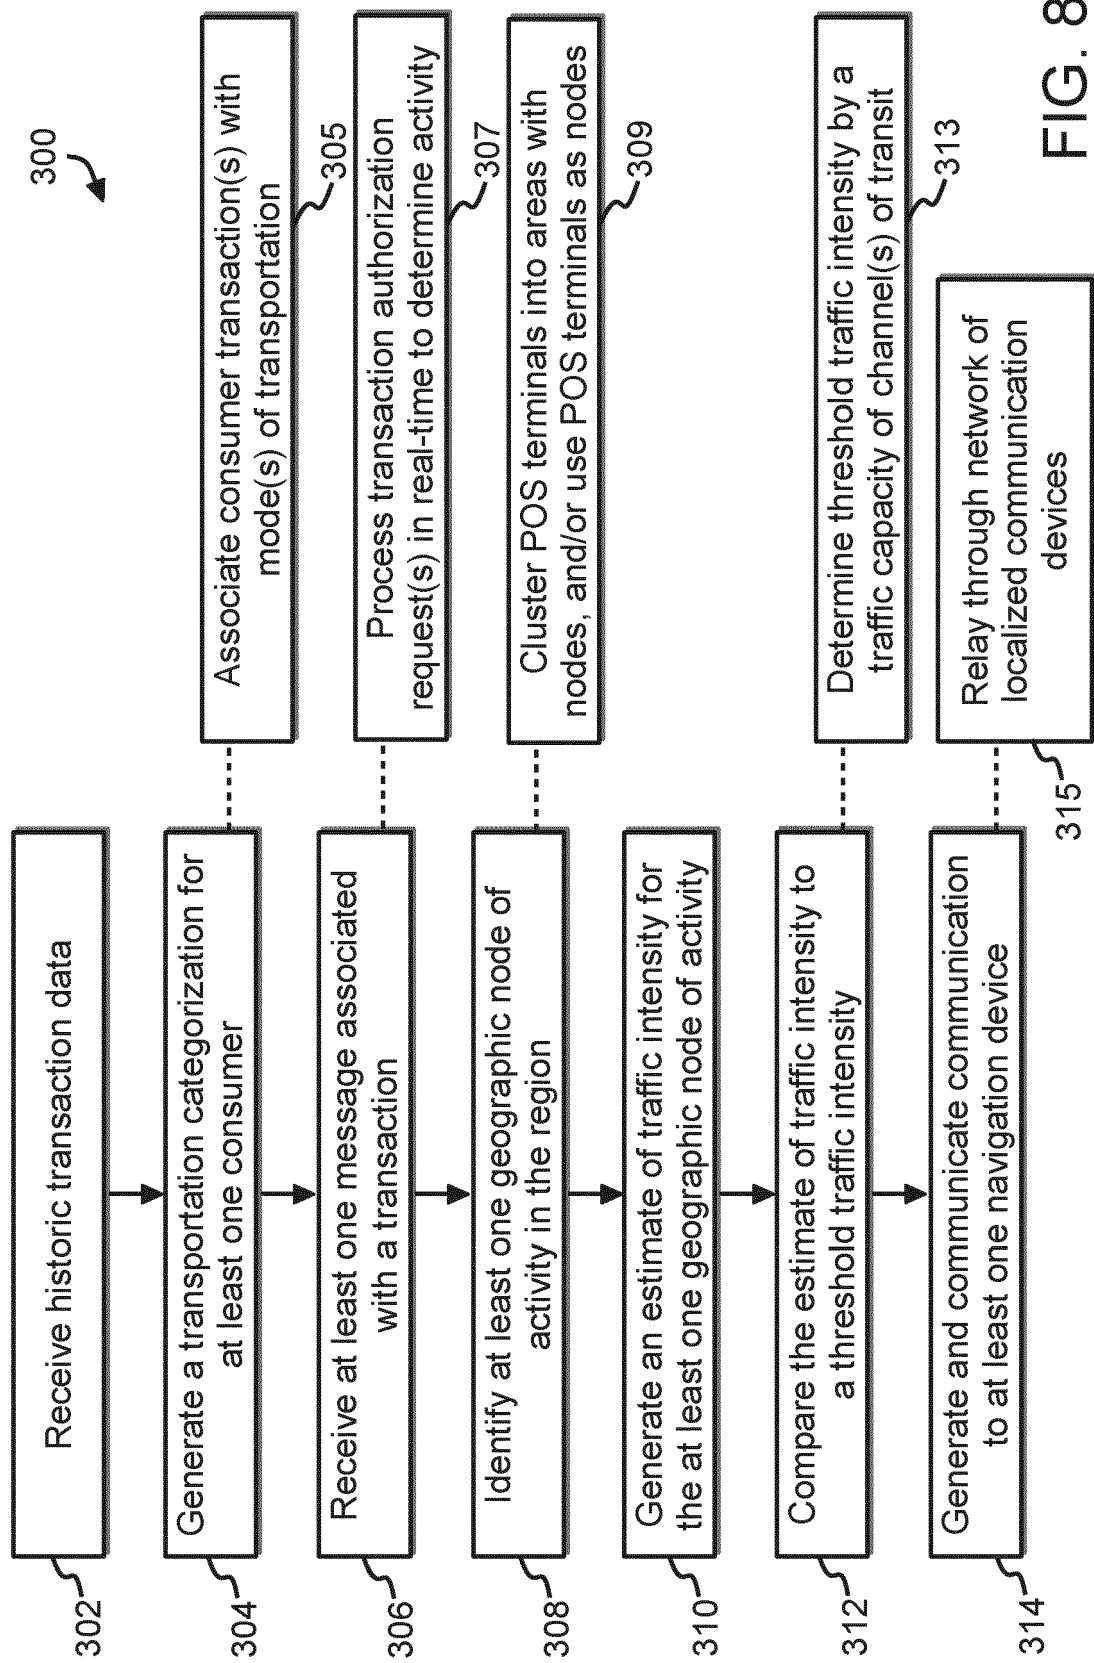 300
302
Receive historic transaction data
304
Generate a transportation categorization for
at least one consumer
Associate consumer transaction(s) with
mode(s) of transportation
305
306
Receive at least one message associated
with a transaction
Process transaction authorization
request(s) in real-time to determine activity
307
308
Identify at least one geographic node of
activity in the region
Cluster POS terminals into areas with
nodes, and/or use POS terminals as nodes
309
310
Generate an estimate of traffic intensity for
the at least one geographic node of activity
312
Compare the estimate of traffic intensity to
a threshold traffic intensity
Determine threshold traffic intensity by a
traffic capacity of channel(s) of transit
313
314
Generate and communicate communication
to at least one navigation device
Relay through network of
localized communication
devices
315
FIG. 8